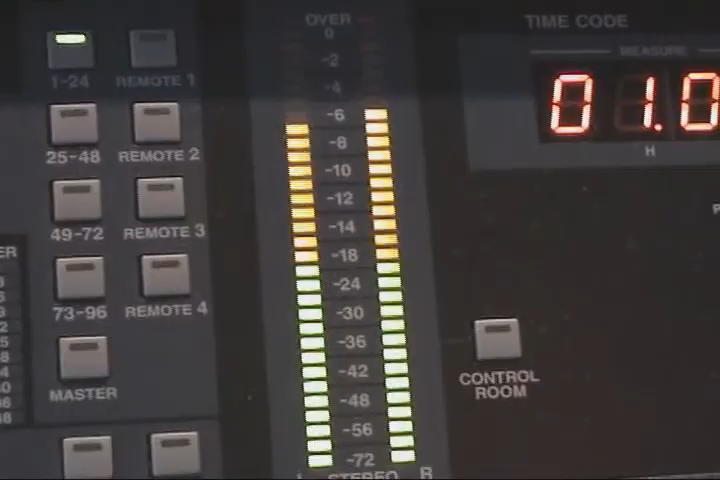 OVER
0
-2
-4
-6
-8
-10
-12
-14
-18
-24
-30
-36
-42
-48
-56
-72
L STEREO R
1-24 REMOTE 1
25-48 REMOTE 2
49-72 REMOTE 3
73-96 REMOTE 4
MASTER
TIME CODE
MEASURE
01.0
H
CONTROL
ROOM
ER